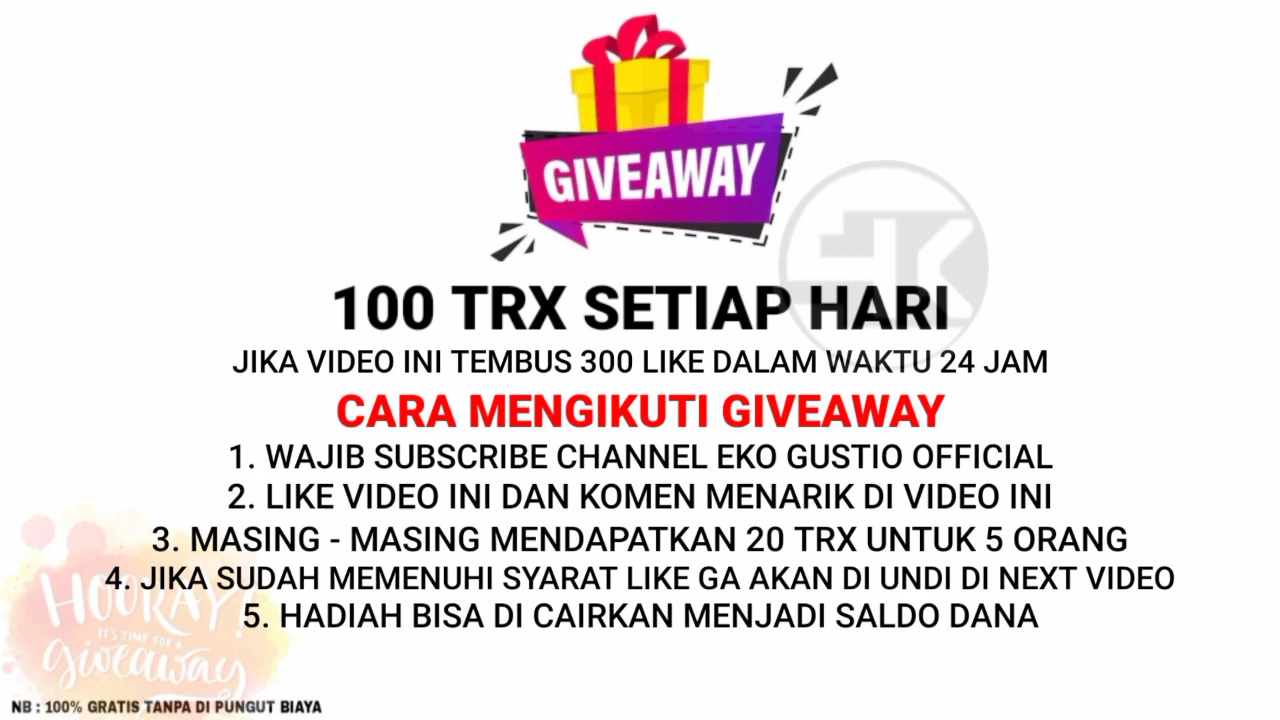 GIVEAWAY
100 TRX SETIAP HARI
JIKA VIDEO INI TEMBUS 300 LIKE DALAM WAKTU 24 JAM
CARA MENGIKUTI GIVEAWAY
1. WAJIB SUBSCRIBE CHANNEL EKO GUSTIO OFFICIAL
2. LIKE VIDEO INI DAN KOMEN MENARIK DI VIDEO INI
3. MASING - MASING MENDAPATKAN 20 TRX UNTUK 5 ORANG
4. JIKA SUDAH MEMENUHI SYARAT LIKE GA AKAN DI UNDI DI NEXT VIDEO
5. HADIAH BISA DI CAIRKAN MENJADI SALDO DANA
HOORAY!
IT'S TIME FOR A
giveaway
NB : 100% GRATIS TANPA DI PUNGUT BIAYA